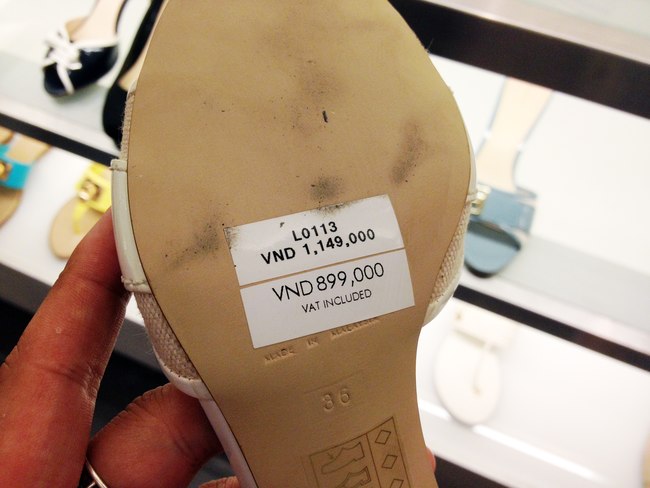 L0113
VND 1,149,000
VND 899,000
VAT INCLUDED
MADE IN MALAYSIA
36